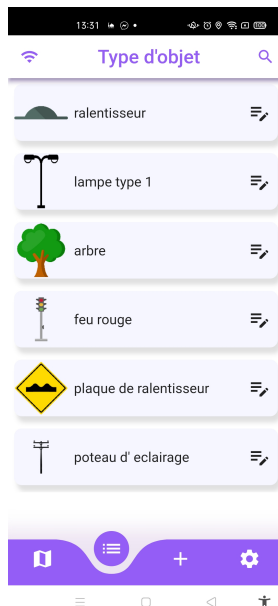 13:31
Type d'objet
ralentisseur
lampe type 1
arbre
feu rouge
plaque de ralentisseur
poteau d' eclairage